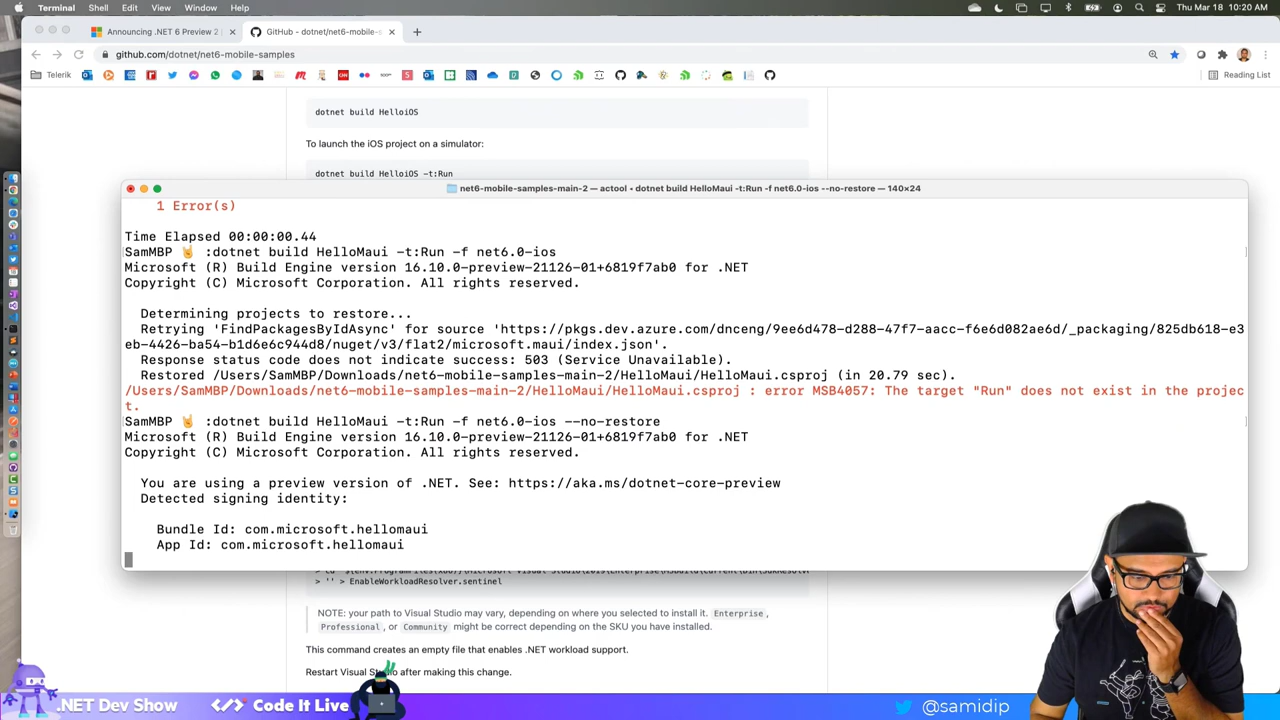 Terminal Shell Edit View Window Help
Thu Mar 18 10:20 AM
Announcing .NET 6 Preview 2
GitHub - dotnet/net6-mobile-s
github.com/dotnet/net6-mobile-samples
Telerik
Reading List
dotnet build HelloiOS
To launch the iOS project on a simulator:
dotnet build HelloiOS -t:Run
net6-mobile-samples-main-2 — actool • dotnet build HelloMaui -t:Run -f net6.0-ios --no-restore — 140×24
1 Error(s)
Time Elapsed 00:00:00.44
SamMBP 🤘 :dotnet build HelloMaui -t:Run -f net6.0-ios
Microsoft (R) Build Engine version 16.10.0-preview-21126-01+6819f7ab0 for .NET
Copyright (C) Microsoft Corporation. All rights reserved.
Determining projects to restore...
Retrying 'FindPackagesByIdAsync' for source 'https://pkgs.dev.azure.com/dnceng/9ee6d478-d288-47f7-aacc-f6e6d082ae6d/_packaging/825db618-e3
eb-4426-ba54-b1d6e6c944d8/nuget/v3/flat2/microsoft.maui/index.json'.
Response status code does not indicate success: 503 (Service Unavailable).
Restored /Users/SamMBP/Downloads/net6-mobile-samples-main-2/HelloMaui/HelloMaui.csproj (in 20.79 sec).
/Users/SamMBP/Downloads/net6-mobile-samples-main-2/HelloMaui/HelloMaui.csproj : error MSB4057: The target "Run" does not exist in the projec
t.
SamMBP 🤘 :dotnet build HelloMaui -t:Run -f net6.0-ios --no-restore
Microsoft (R) Build Engine version 16.10.0-preview-21126-01+6819f7ab0 for .NET
Copyright (C) Microsoft Corporation. All rights reserved.
You are using a preview version of .NET. See: https://aka.ms/dotnet-core-preview
Detected signing identity:
Bundle Id: com.microsoft.hellomaui
App Id: com.microsoft.hellomaui
> '' > EnableWorkloadResolver.sentinel
NOTE: your path to Visual Studio may vary, depending on where you selected to install it. Enterprise,
Professional, or Community might be correct depending on the SKU you have installed.
This command creates an empty file that enables .NET workload support.
Restart Visual Studio after making this change.
.NET Dev Show
Code It Live
@samidip